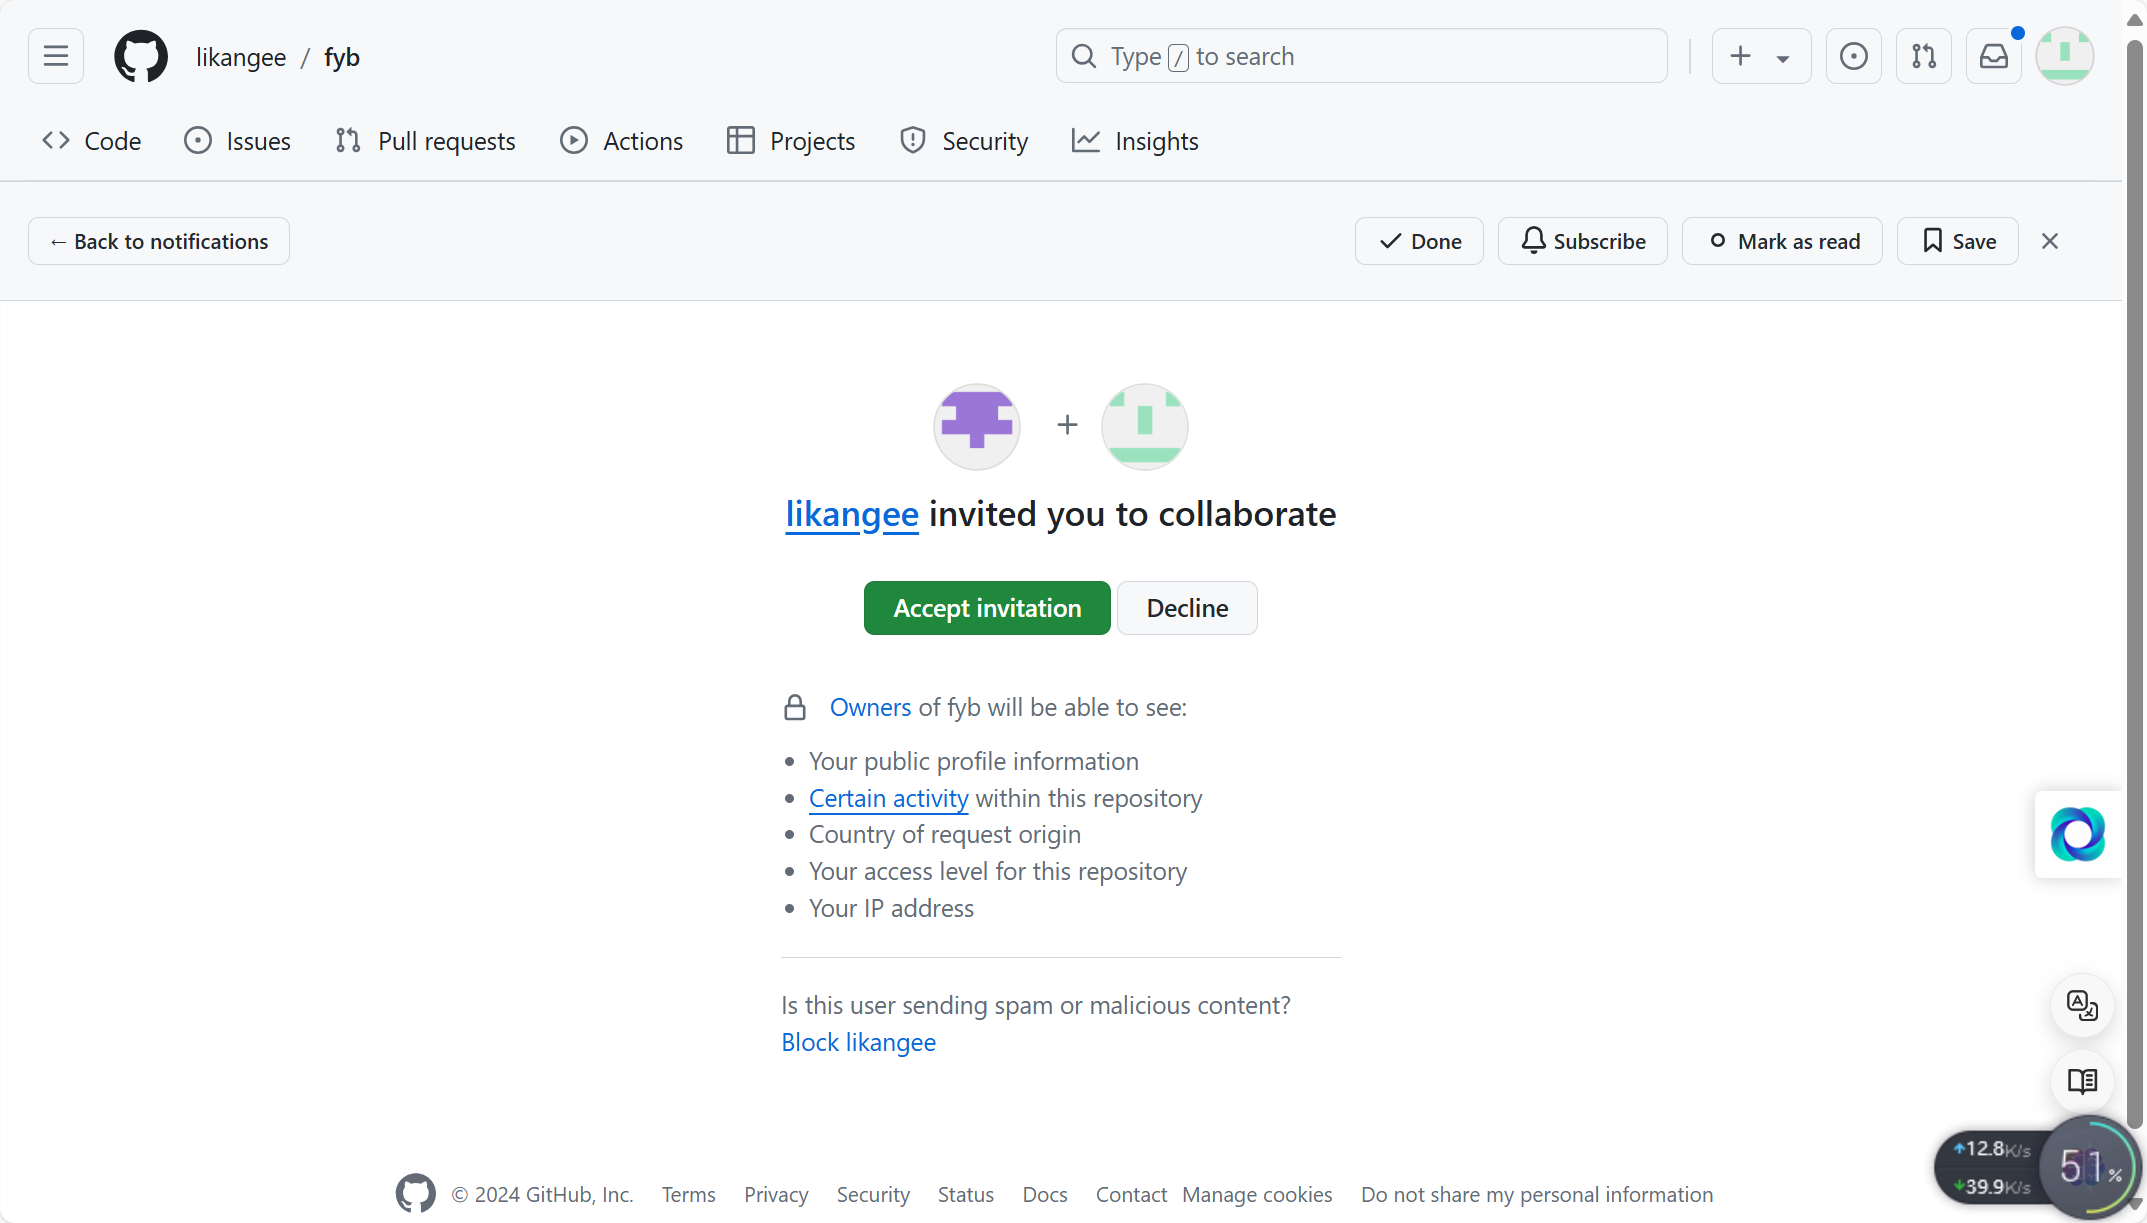 likangee / fyb
Type / to search
Code
Issues
Pull requests
Actions
Projects
Security
Insights
← Back to notifications
Done
Subscribe
Mark as read
Save
likangee invited you to collaborate
Accept invitation
Decline
Owners of fyb will be able to see:
Your public profile information
Certain activity within this repository
Country of request origin
Your access level for this repository
Your IP address
Is this user sending spam or malicious content?
Block likangee
12.8K/s
39.9K/s
51%
© 2024 GitHub, Inc.
Terms
Privacy
Security
Status
Docs
Contact
Manage cookies
Do not share my personal information